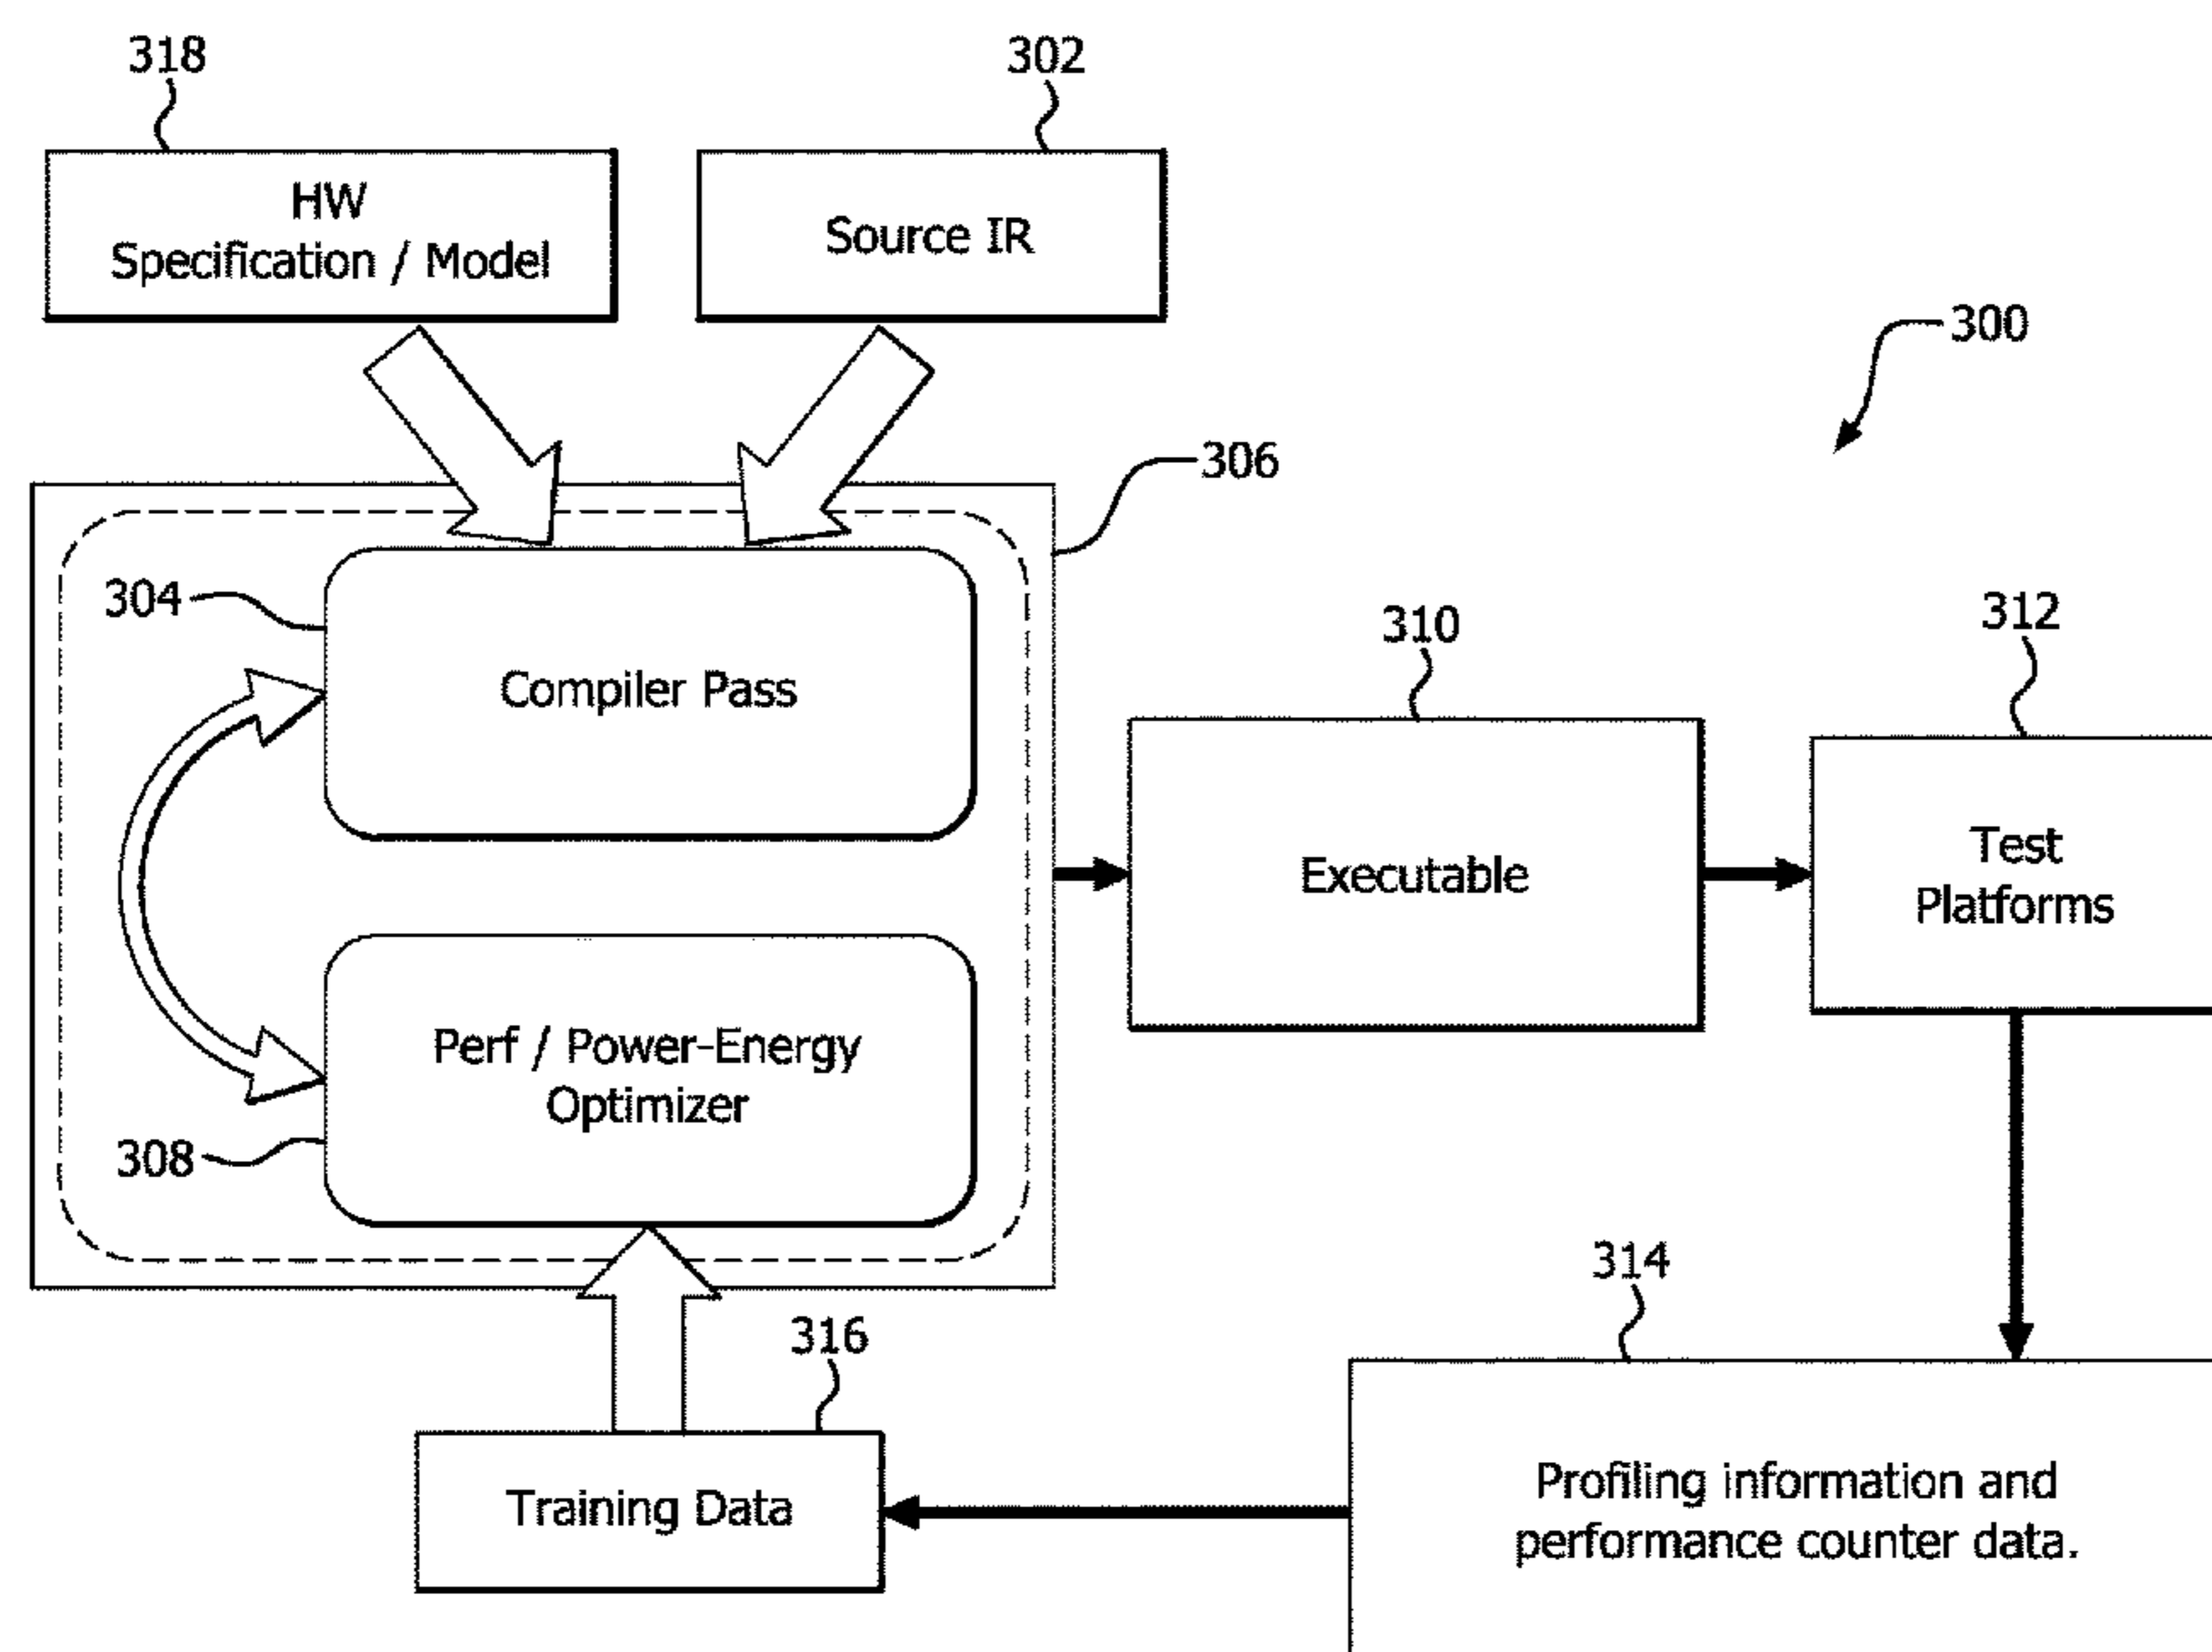 318
302
HW
Specification / Model
Source IR
300
306
304
Compiler Pass
310
312
Executable
Test
Platforms
Perf / Power-Energy
Optimizer
308
314
316
Training Data
Profiling information and
performance counter data.